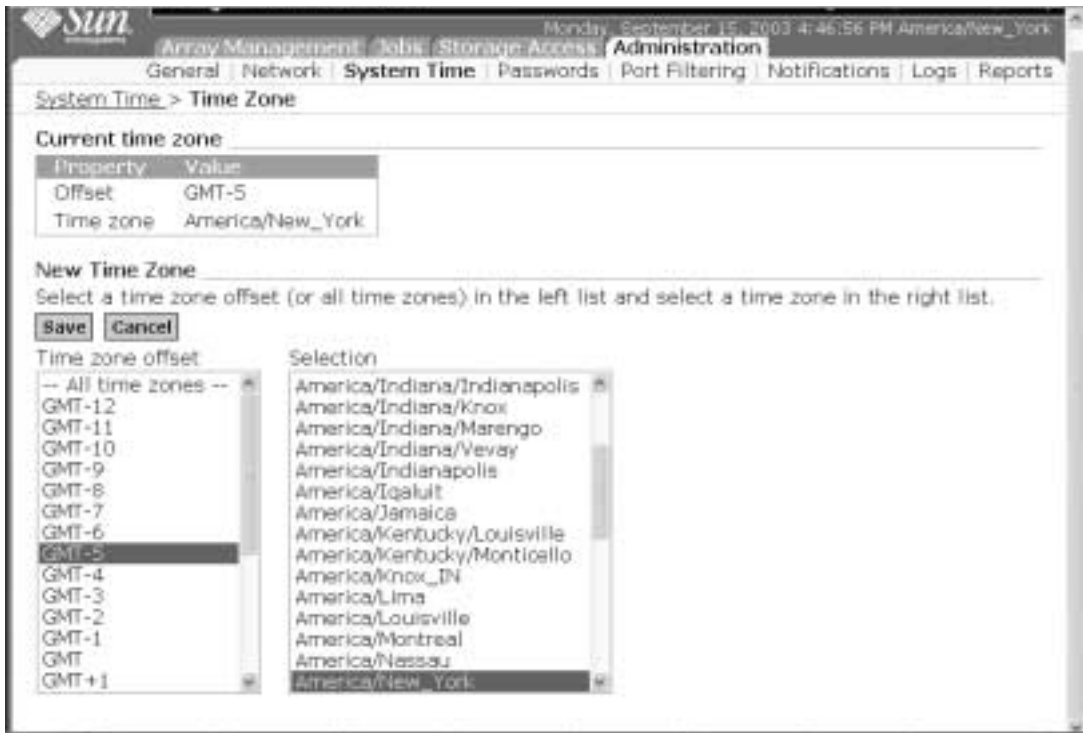 Sun
Monday, September 15, 2003 4:46:56 PM America/New_York
Array Management Jobs Storage Access Administration
General | Network | System Time | Passwords | Port Filtering | Notifications | Logs | Reports
System Time > Time Zone
Current time zone
Property Value
Offset GMT-5
Time zone America/New_York
New Time Zone
Select a time zone offset (or all time zones) in the left list and select a time zone in the right list.
Save Cancel
Time zone offset Selection
-- All time zones -- America/Indiana/Indianapolis
GMT-12 America/Indiana/Knox
GMT-11 America/Indiana/Marengo
GMT-10 America/Indiana/Vevay
GMT-9 America/Indianapolis
GMT-8 America/Iqaluit
GMT-7 America/Jamaica
GMT-6 America/Kentucky/Louisville
GMT-5 America/Kentucky/Monticello
GMT-4 America/Knox_IN
GMT-3 America/Lima
GMT-2 America/Louisville
GMT-1 America/Montreal
GMT America/Nassau
GMT+1 America/New_York